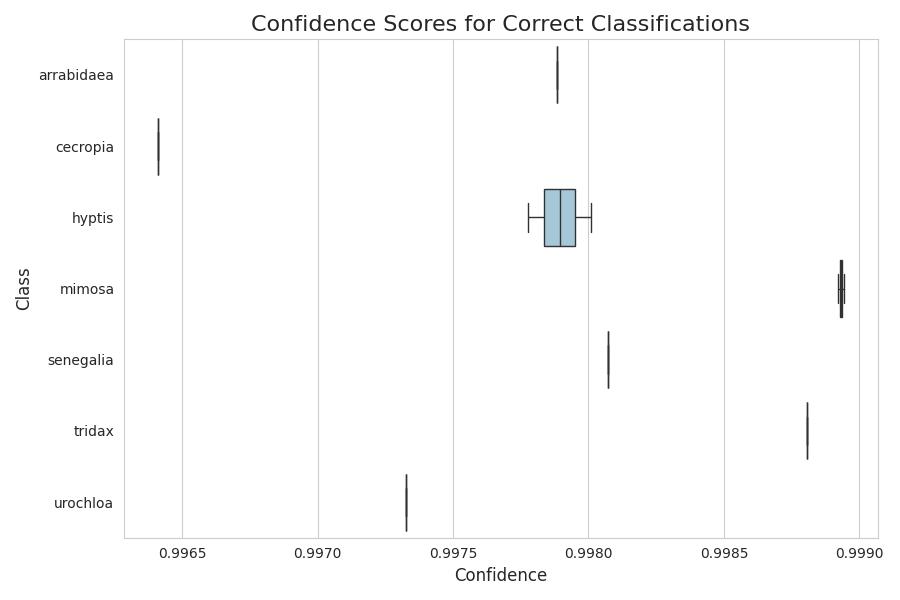 Confidence Scores for Correct Classifications
arrabidaea
cecropia
hyptis
mimosa
senegalia
tridax
urochloa
Class
0.9965 0.9970 0.9975 0.9980 0.9985 0.9990
Confidence